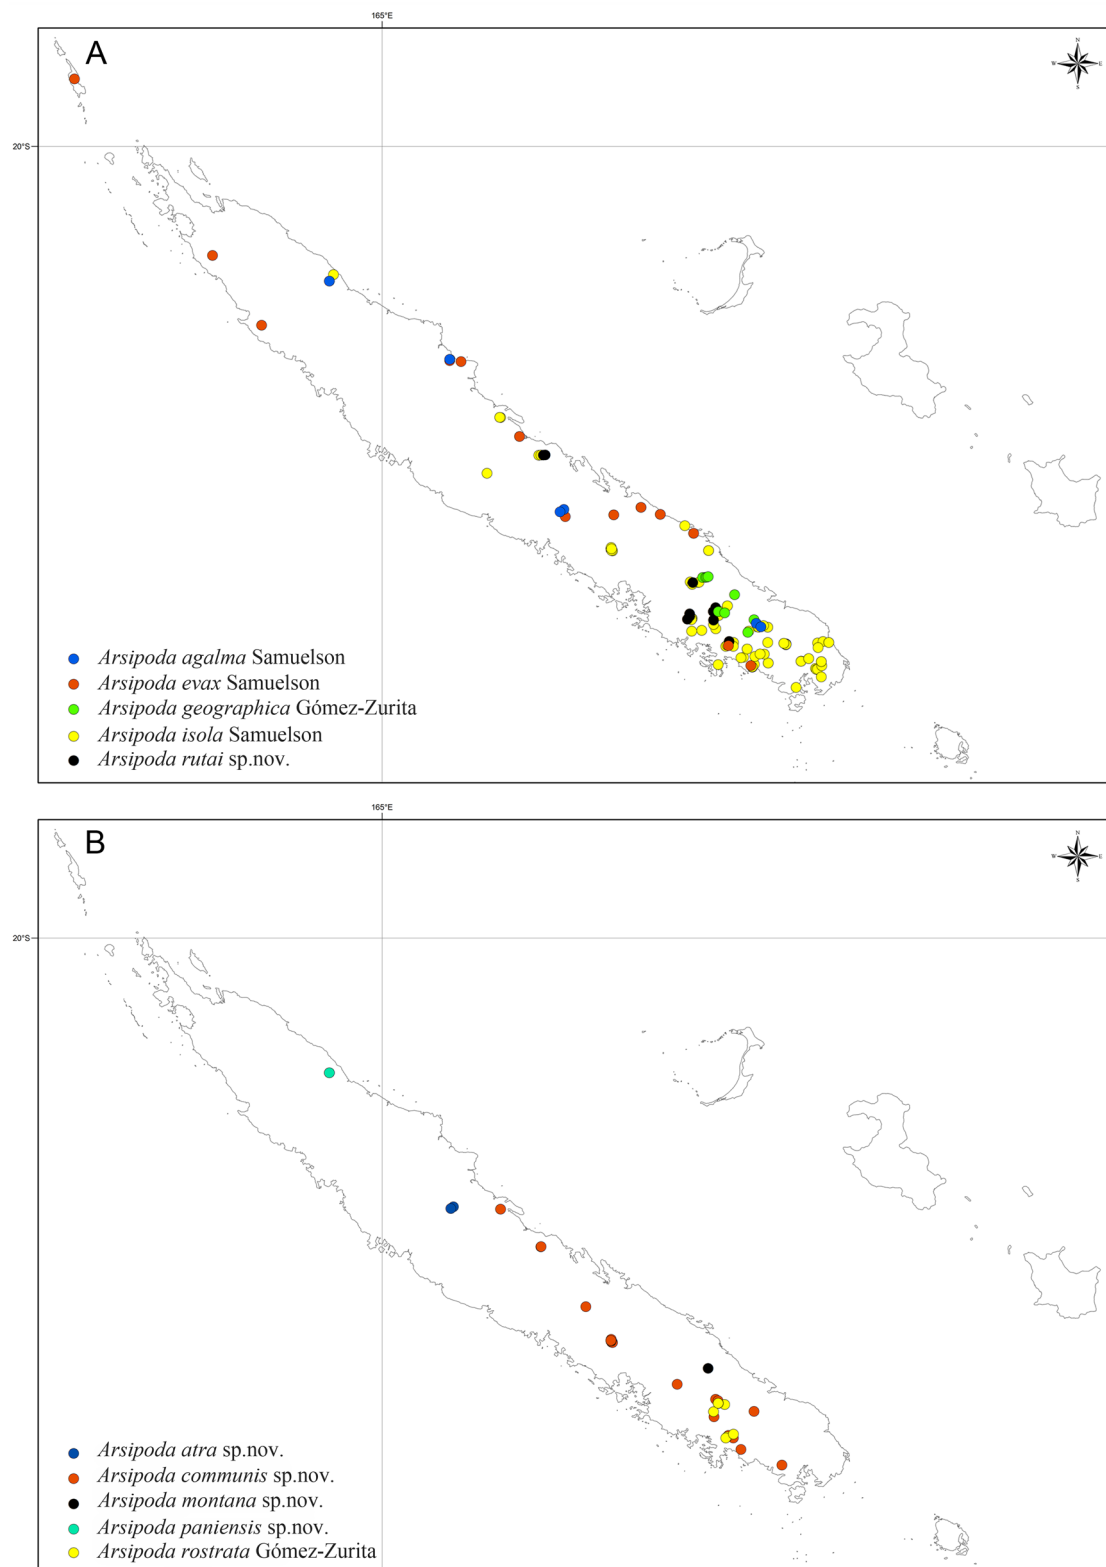 165°E
A
N
W E
S
20°S
Arsipoda agalma Samuelson
Arsipoda evax Samuelson
Arsipoda geographica Gómez-Zurita
Arsipoda isola Samuelson
Arsipoda rutai sp.nov.
165°E
B
N
W E
S
20°S
Arsipoda atra sp.nov.
Arsipoda communis sp.nov.
Arsipoda montana sp.nov.
Arsipoda paniensis sp.nov.
Arsipoda rostrata Gómez-Zurita